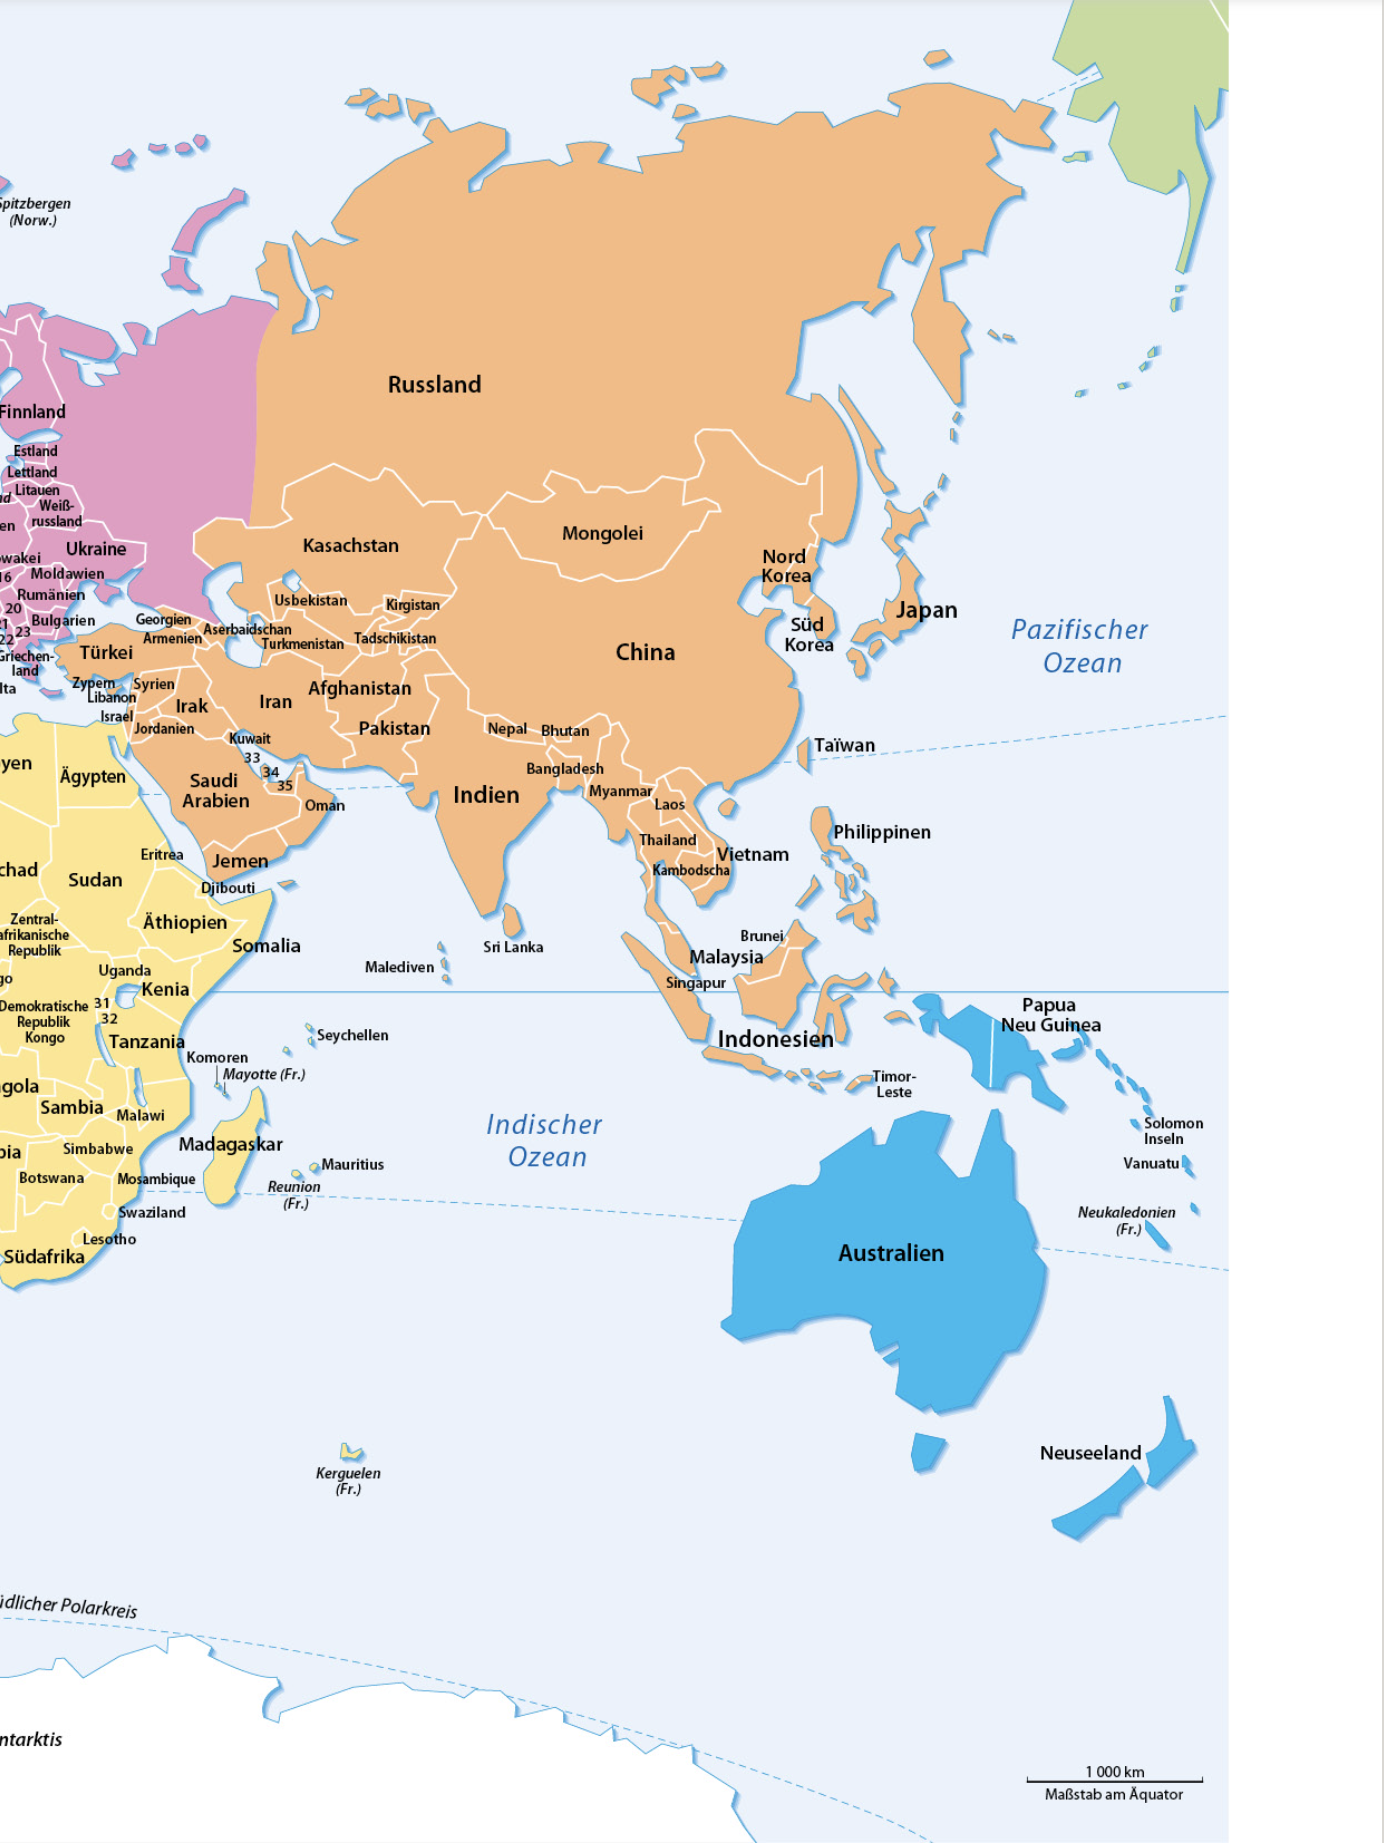 Spitzbergen
(Norw.)
Russland
Finnland
Estland
Lettland
Litauen
nd
Weiß-
russland
en
Ukraine
Kasachstan
Mongolei
owakei
16
Moldawien
Nord
Korea
Rumänien
Usbekistan
Kirgistan
20
21
Bulgarien
Georgien
Japan
22
23
Armenien
Aserbaidschan
Turkmenistan
Tadschikistan
Süd
Korea
Pazifischer
Ozean
Griechen-
land
Türkei
China
lta
Zypern
Libanon
Syrien
Afghanistan
Israel
Irak
Iran
Jordanien
Kuwait
Pakistan
Nepal
Bhutan
Taïwan
yen
Ägypten
33
34
35
Saudi
Arabien
Bangladesh
Indien
Myanmar
Oman
Laos
Philippinen
Thailand
Vietnam
Eritrea
Jemen
Kambodscha
chad
Sudan
Djibouti
Zentral-
afrikanische
Republik
Äthiopien
Somalia
Sri Lanka
Brunei
Malaysia
Malediven
Uganda
go
Kenia
Singapur
Demokratische
Republik
Kongo
31
32
Papua
Neu Guinea
Tanzania
Seychellen
Indonesien
Komoren
Mayotte (Fr.)
Timor-
Leste
ngola
Sambia
Malawi
Indischer
Ozean
Solomon
Inseln
bia
Simbabwe
Madagaskar
Vanuatu
Botswana
Mosambique
Mauritius
Reunion
(Fr.)
Swaziland
Neukaledonien
(Fr.)
Lesotho
Südafrika
Australien
Neuseeland
Kerguelen
(Fr.)
üdlicher Polarkreis
ntarktis
1 000 km
Maßstab am Äquator